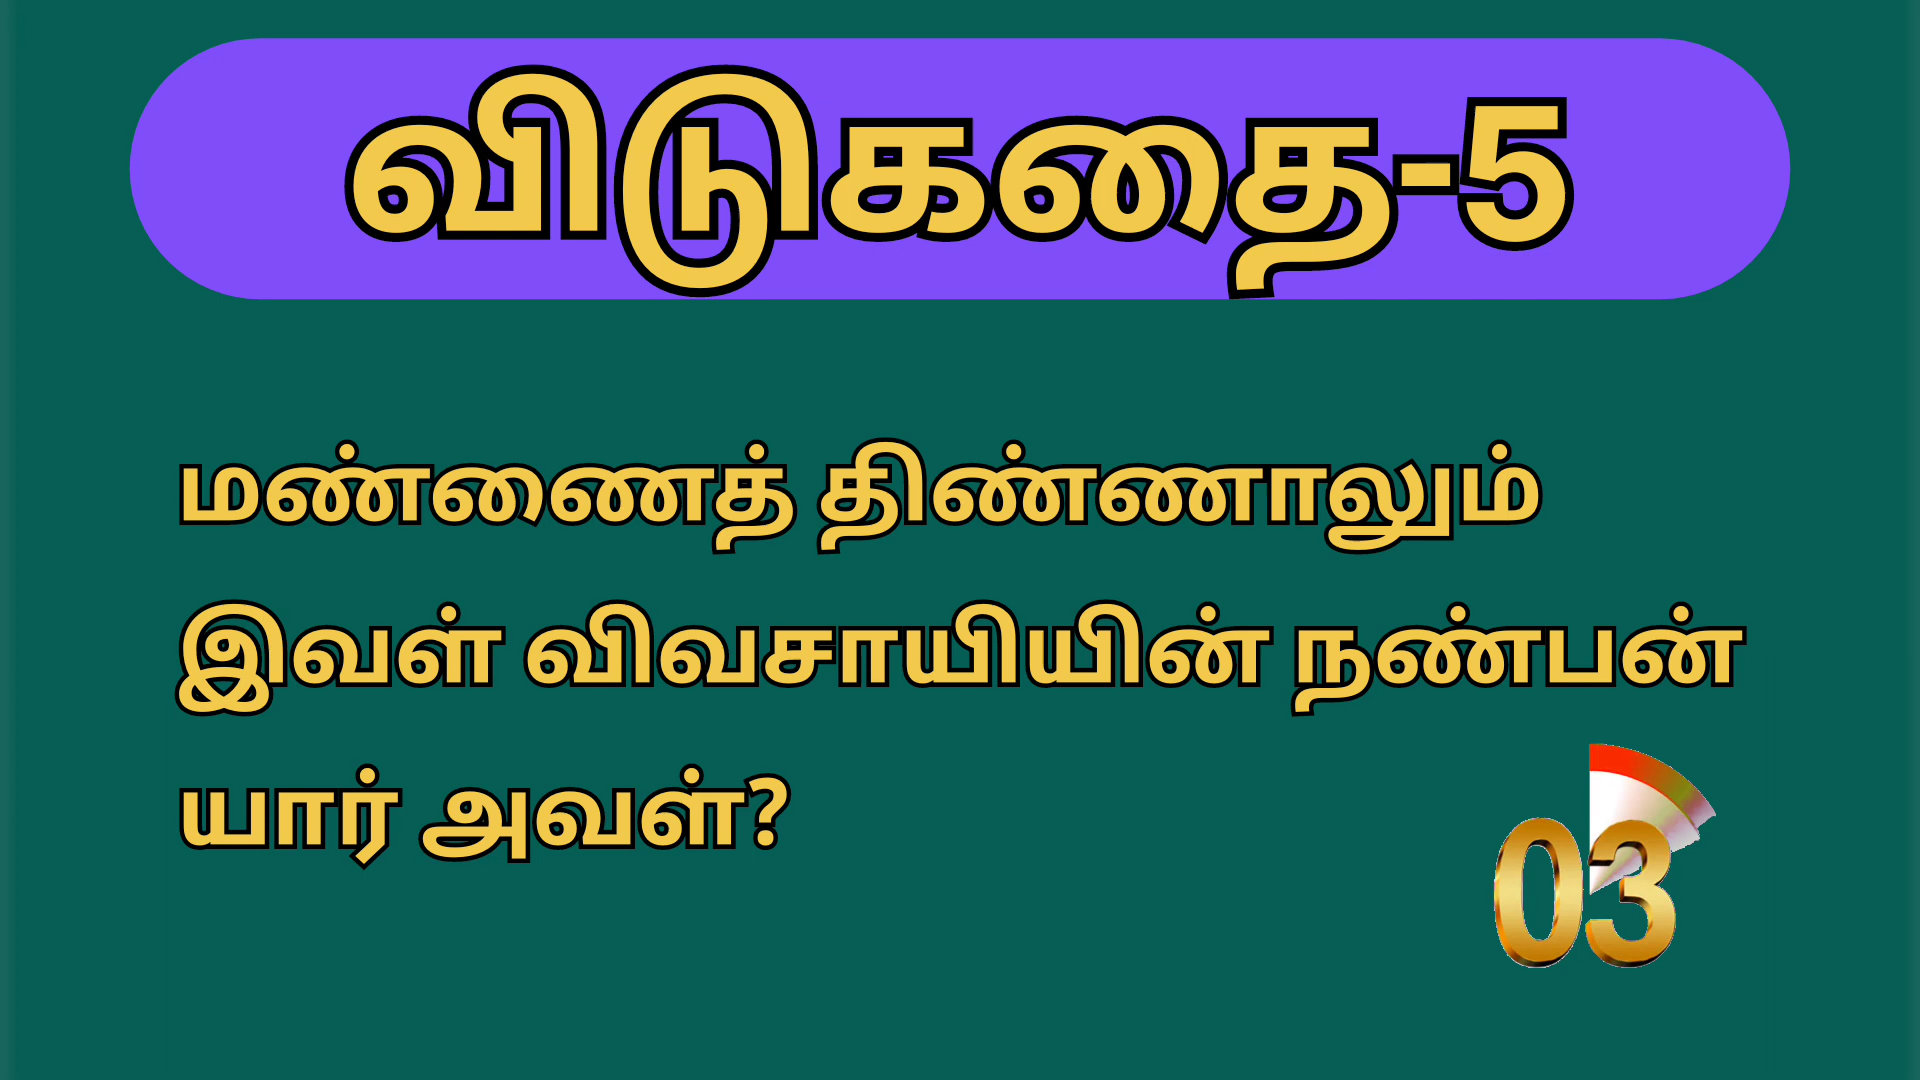 விடுகதை-5
மண்ணைத் திண்ணாலும்
இவள் விவசாயியின் நண்பன்
யார் அவள்?
03